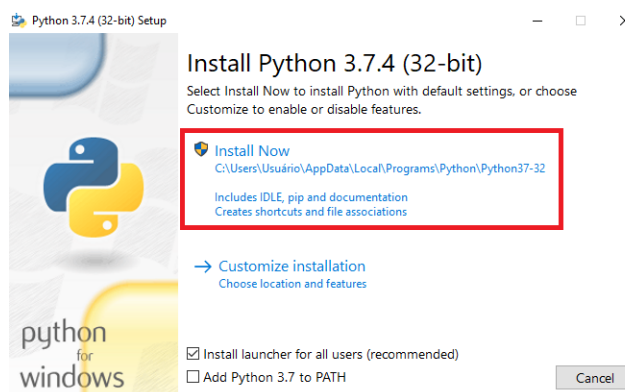 Python 3.7.4 (32-bit) Setup
Install Python 3.7.4 (32-bit)
Select Install Now to install Python with default settings, or choose
Customize to enable or disable features.
Install Now
C:\Users\Usuário\AppData\Local\Programs\Python\Python37-32
Includes IDLE, pip and documentation
Creates shortcuts and file associations
Customize installation
Choose location and features
python
for
windows
Install launcher for all users (recommended)
Add Python 3.7 to PATH
Cancel